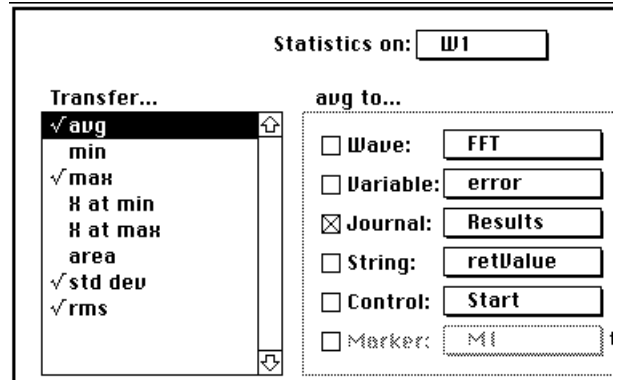 Statistics on: W1
Transfer...
√avg
min
√max
X at min
X at max
area
√std dev
√rms
avg to...
Wave: FFT
Variable: error
Journal: Results
String: retValue
Control: Start
Marker: M1